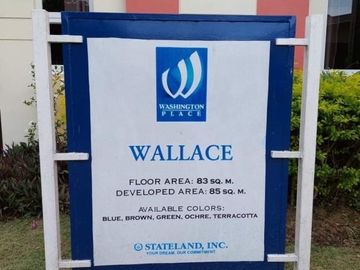 WASHINGTON
PLACE
WALLACE
FLOOR AREA: 83 SQ. M.
DEVELOPED AREA: 85 SQ. M.
AVAILABLE COLORS:
BLUE, BROWN, GREEN, OCHRE, TERRACOTTA
STATELAND, INC.
YOUR DREAM. OUR COMMITMENT.